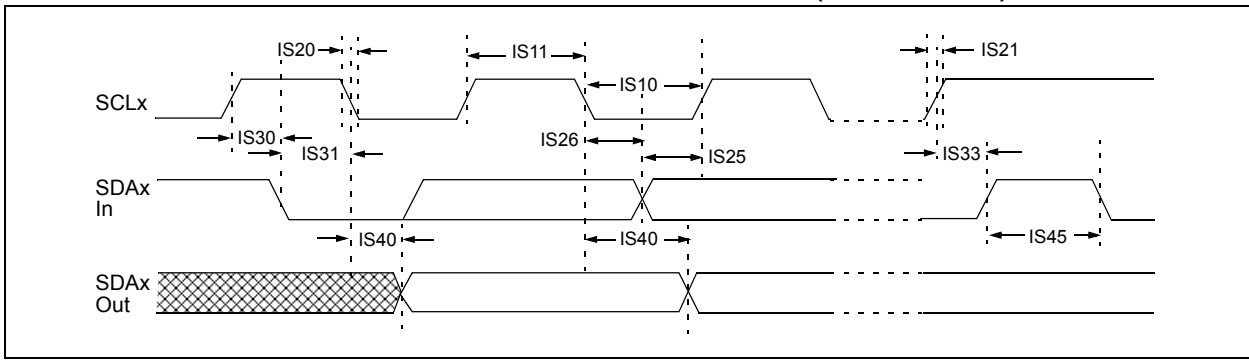 IS20
IS11
IS21
IS10
SCLx
IS30
IS26
IS31
IS25
IS33
SDAx
In
IS40
IS40
IS45
SDAx
Out